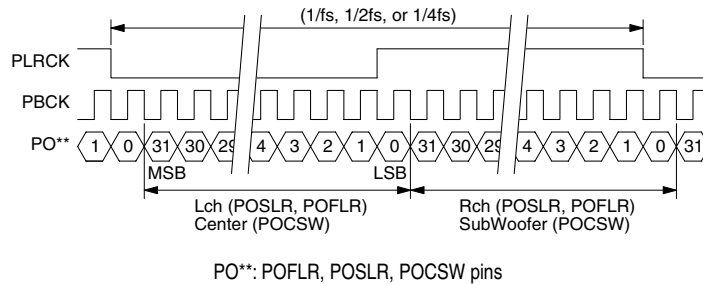 (1/fs, 1/2fs, or 1/4fs)
PLRCK
PBCK
PO** 1 0 31 30 29 4 3 2 1 0 31 30 29 4 3 2 1 0 31
MSB LSB
Lch (POSLR, POFLR) Rch (POSLR, POFLR)
Center (POCSW) SubWoofer (POCSW)
PO**: POFLR, POSLR, POCSW pins